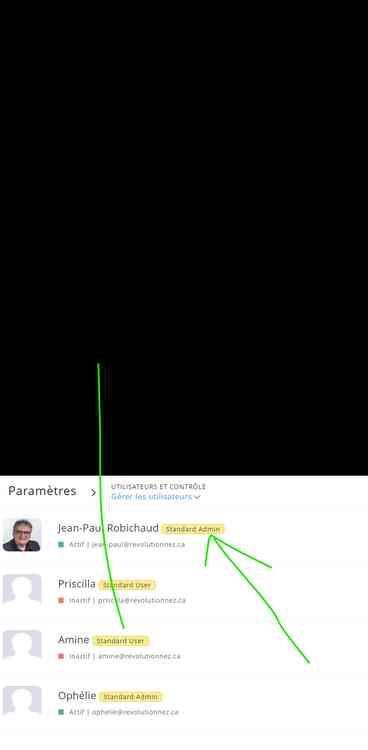 Paramètres
UTILISATEURS ET CONTRÔLE
Gérer les utilisateurs
Jean-Paul Robichaud Standard Admin
Actif | jean-paul@revolutionnez.ca
Priscilla Standard User
Inactif | priscilla@revolutionnez.ca
Amine Standard User
Inactif | amine@revolutionnez.ca
Ophélie Standard Admin
Actif | ophelie@revolutionnez.ca